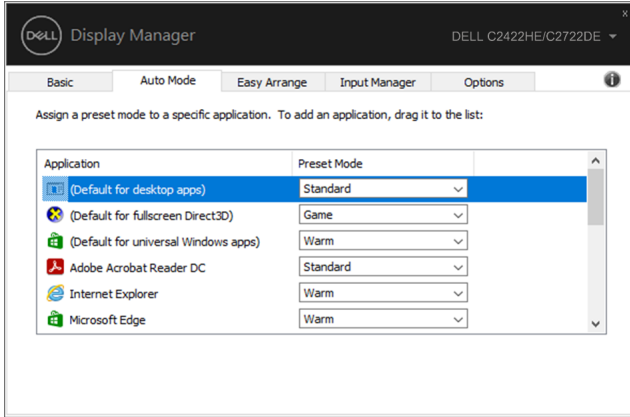 x
DELL Display Manager DELL C2422HE/C2722DE
Basic Auto Mode Easy Arrange Input Manager Options i
Assign a preset mode to a specific application. To add an application, drag it to the list:
Application Preset Mode
(Default for desktop apps) Standard
(Default for fullscreen Direct3D) Game
(Default for universal Windows apps) Warm
Adobe Acrobat Reader DC Standard
Internet Explorer Warm
Microsoft Edge Warm